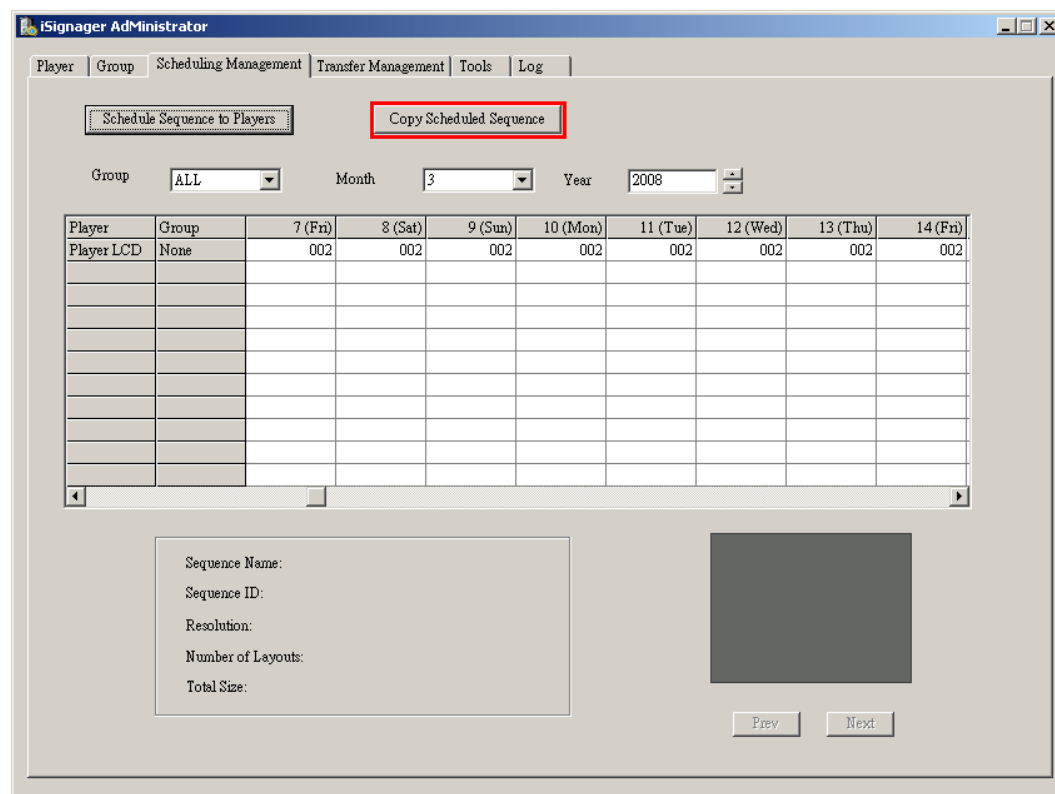 iSignager AdMinistrator
Player Group Scheduling Management Transfer Management Tools Log
Schedule Sequence to Players Copy Scheduled Sequence
Group ALL Month 3 Year 2008
Player Group 7 (Fri) 8 (Sat) 9 (Sun) 10 (Mon) 11 (Tue) 12 (Wed) 13 (Thu) 14 (Fri)
Player LCD None 002 002 002 002 002 002 002 002
Sequence Name:
Sequence ID:
Resolution:
Number of Layouts:
Total Size:
Prev Next